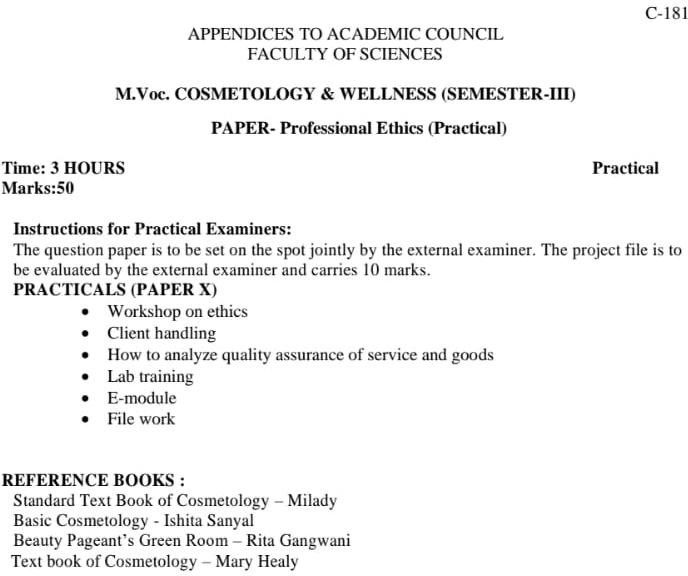 C-181
APPENDICES TO ACADEMIC COUNCIL
FACULTY OF SCIENCES
M.Voc. COSMETOLOGY & WELLNESS (SEMESTER-III)
PAPER- Professional Ethics (Practical)
Time: 3 HOURS Practical
Marks:50
Instructions for Practical Examiners:
The question paper is to be set on the spot jointly by the external examiner. The project file is to
be evaluated by the external examiner and carries 10 marks.
PRACTICALS (PAPER X)
• Workshop on ethics
• Client handling
• How to analyze quality assurance of service and goods
• Lab training
• E-module
• File work
REFERENCE BOOKS :
Standard Text Book of Cosmetology – Milady
Basic Cosmetology - Ishita Sanyal
Beauty Pageant’s Green Room – Rita Gangwani
Text book of Cosmetology – Mary Healy